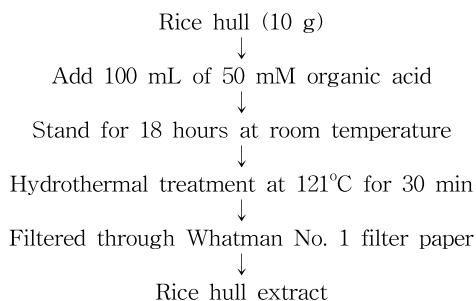 Rice hull (10 g)
↓
Add 100 mL of 50 mM organic acid
↓
Stand for 18 hours at room temperature
↓
Hydrothermal treatment at 121°C for 30 min
↓
Filtered through Whatman No. 1 filter paper
↓
Rice hull extract